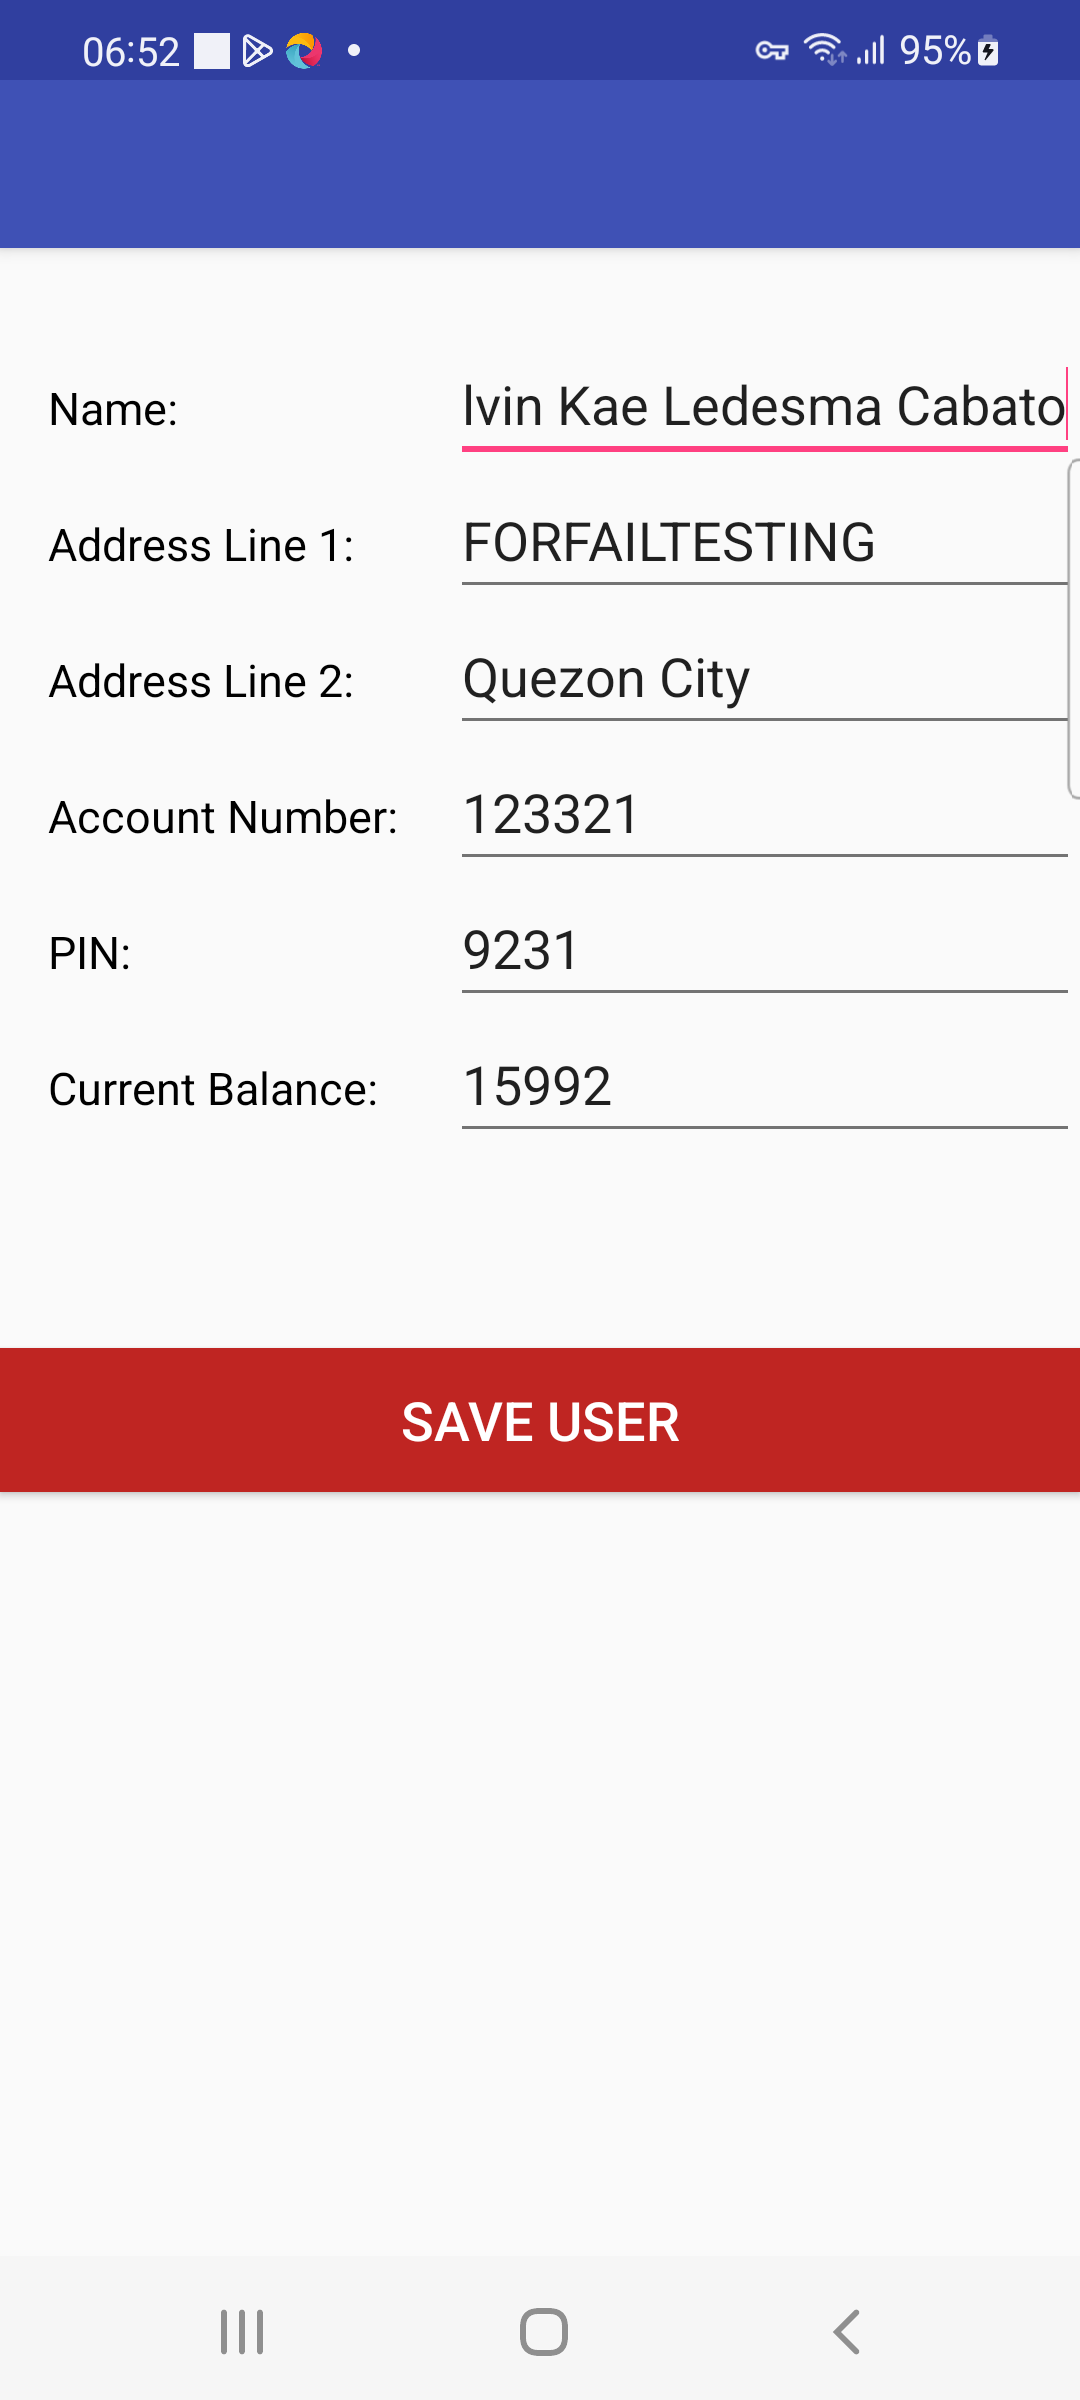 06:52 95%
Name: lvin Kae Ledesma Cabato
Address Line 1: FORFAILTESTING
Address Line 2: Quezon City
Account Number: 123321
PIN: 9231
Current Balance: 15992
SAVE USER